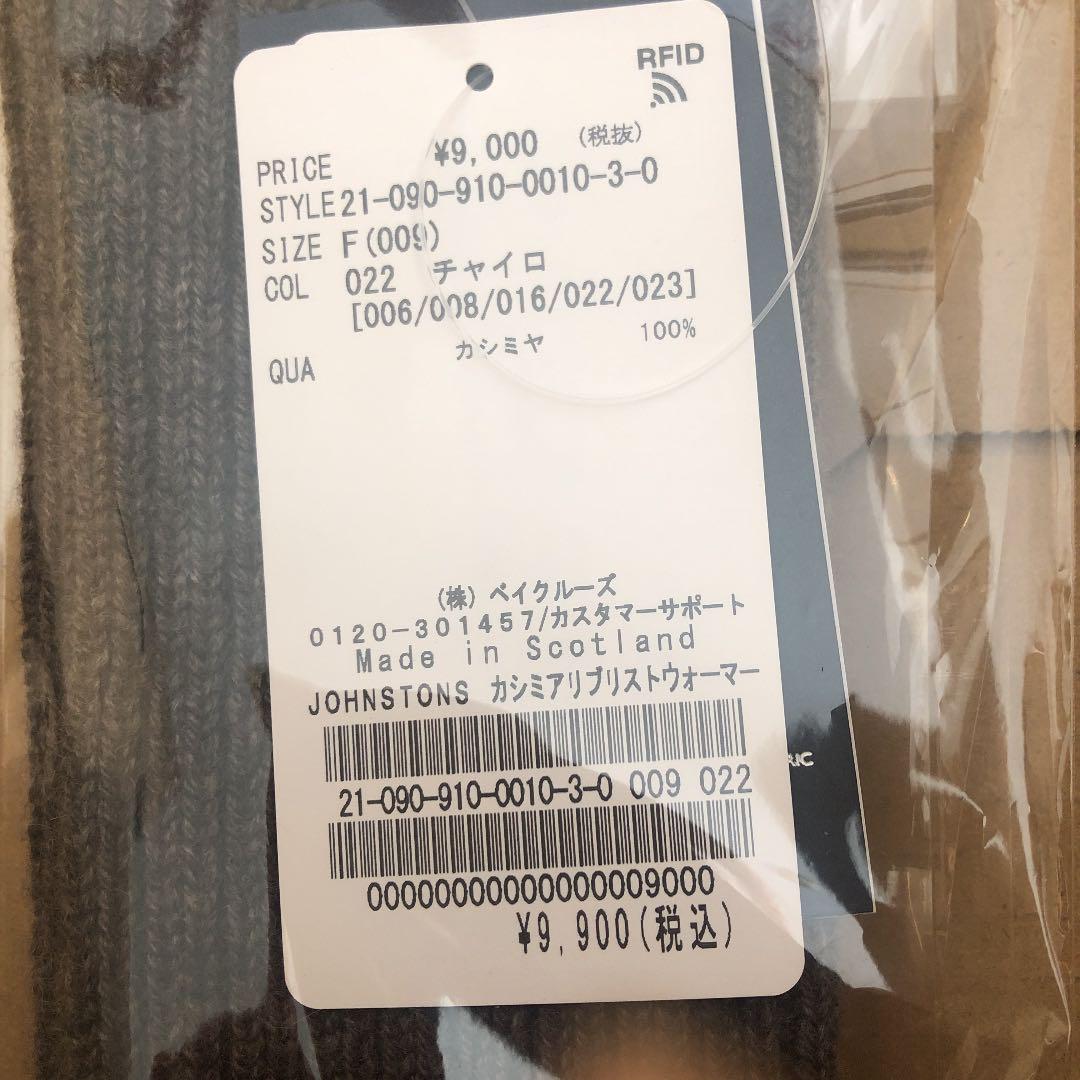 RFID
PRICE ¥9,000 (税抜)
STYLE 21-090-910-0010-3-0
SIZE F(009)
COL 022 チャイロ
[006/008/016/022/023]
QUA カシミヤ 100%
(株) ベイクルーズ
0120-301457/カスタマーサポート
Made in Scotland
JOHNSTONS カシミアリブリストウォーマー
21-090-910-0010-3-0 009 022
00000000000000009000
¥9,900(税込)